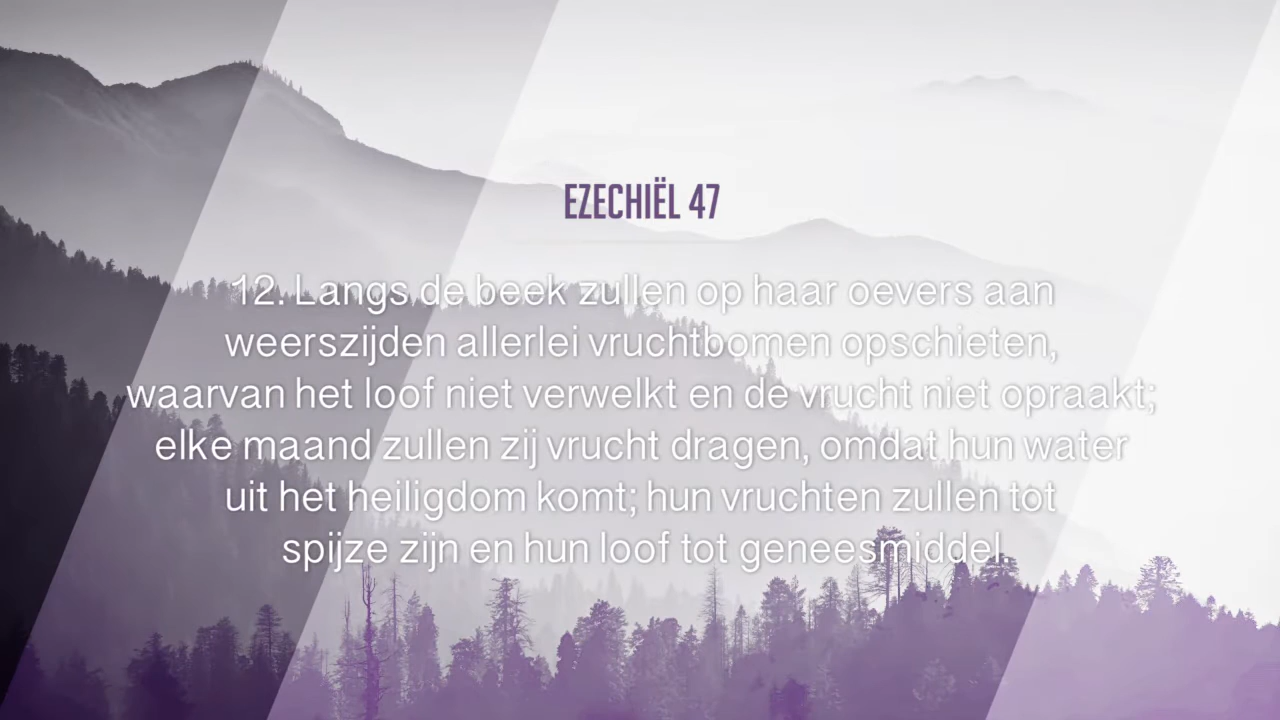 EZECHIËL 47
12. Langs de beek zullen op haar oevers aan
weerszijden allerlei vruchtbomen opschieten,
waarvan het loof niet verwelkt en de vrucht niet opraakt;
elke maand zullen zij vrucht dragen, omdat hun water
uit het heiligdom komt; hun vruchten zullen tot
spijze zijn en hun loof tot geneesmiddel.